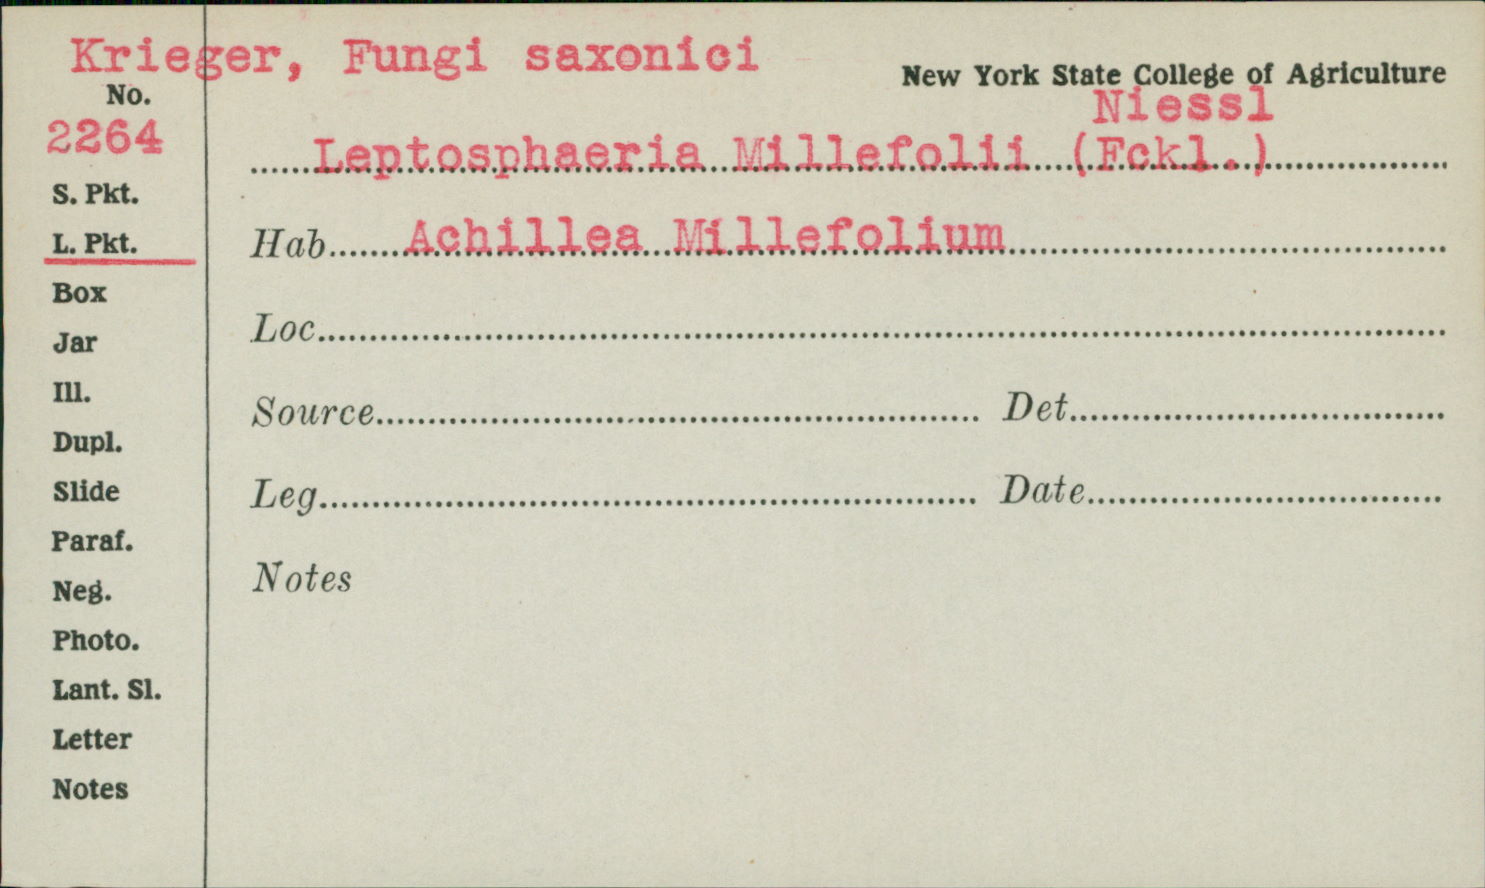 Krieger, Fungi saxonici
New York State College of Agriculture
No.
2264
Niessl
Leptosphaeria Millefolii (Fckl.)
S. Pkt.
L. Pkt.
Hab. Achillea Millefolium
Box
Loc.
Jar
Ill.
Source Det.
Dupl.
Slide
Leg. Date
Paraf.
Notes
Neg.
Photo.
Lant. Sl.
Letter
Notes